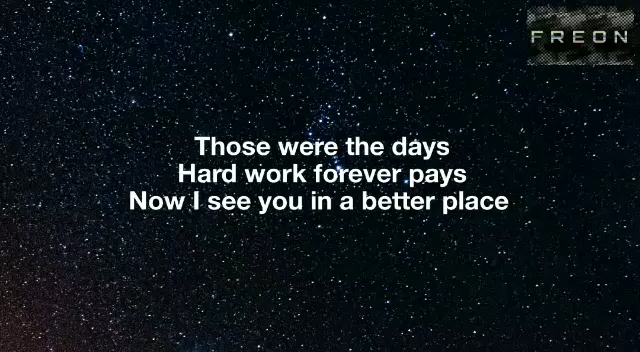 FREON
Those were the days
Hard work forever pays
Now I see you in a better place